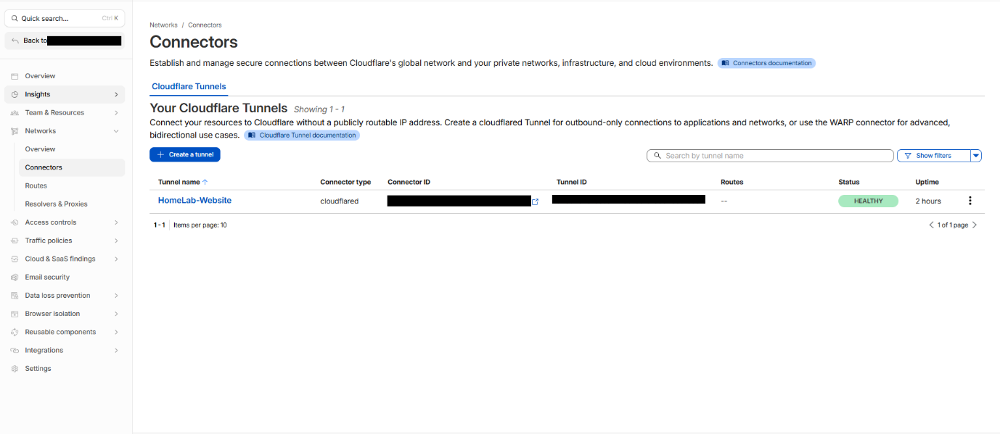 Quick search... Ctrl K
Back to
Overview
Insights
Team & Resources
Networks
Overview
Connectors
Routes
Resolvers & Proxies
Access controls
Traffic policies
Cloud & SaaS findings
Email security
Data loss prevention
Browser isolation
Reusable components
Integrations
Settings
Networks / Connectors
Connectors
Establish and manage secure connections between Cloudflare's global network and your private networks, infrastructure, and cloud environments. Connectors documentation
Cloudflare Tunnels
Your Cloudflare Tunnels Showing 1 - 1
Connect your resources to Cloudflare without a publicly routable IP address. Create a cloudflared Tunnel for outbound-only connections to applications and networks, or use the WARP connector for advanced,
bidirectional use cases. Cloudflare Tunnel documentation
+ Create a tunnel Search by tunnel name Show filters
Tunnel name ↑ Connector type Connector ID Tunnel ID Routes Status Uptime
HomeLab-Website cloudflared -- HEALTHY 2 hours
1 - 1 Items per page: 10 1 of 1 page